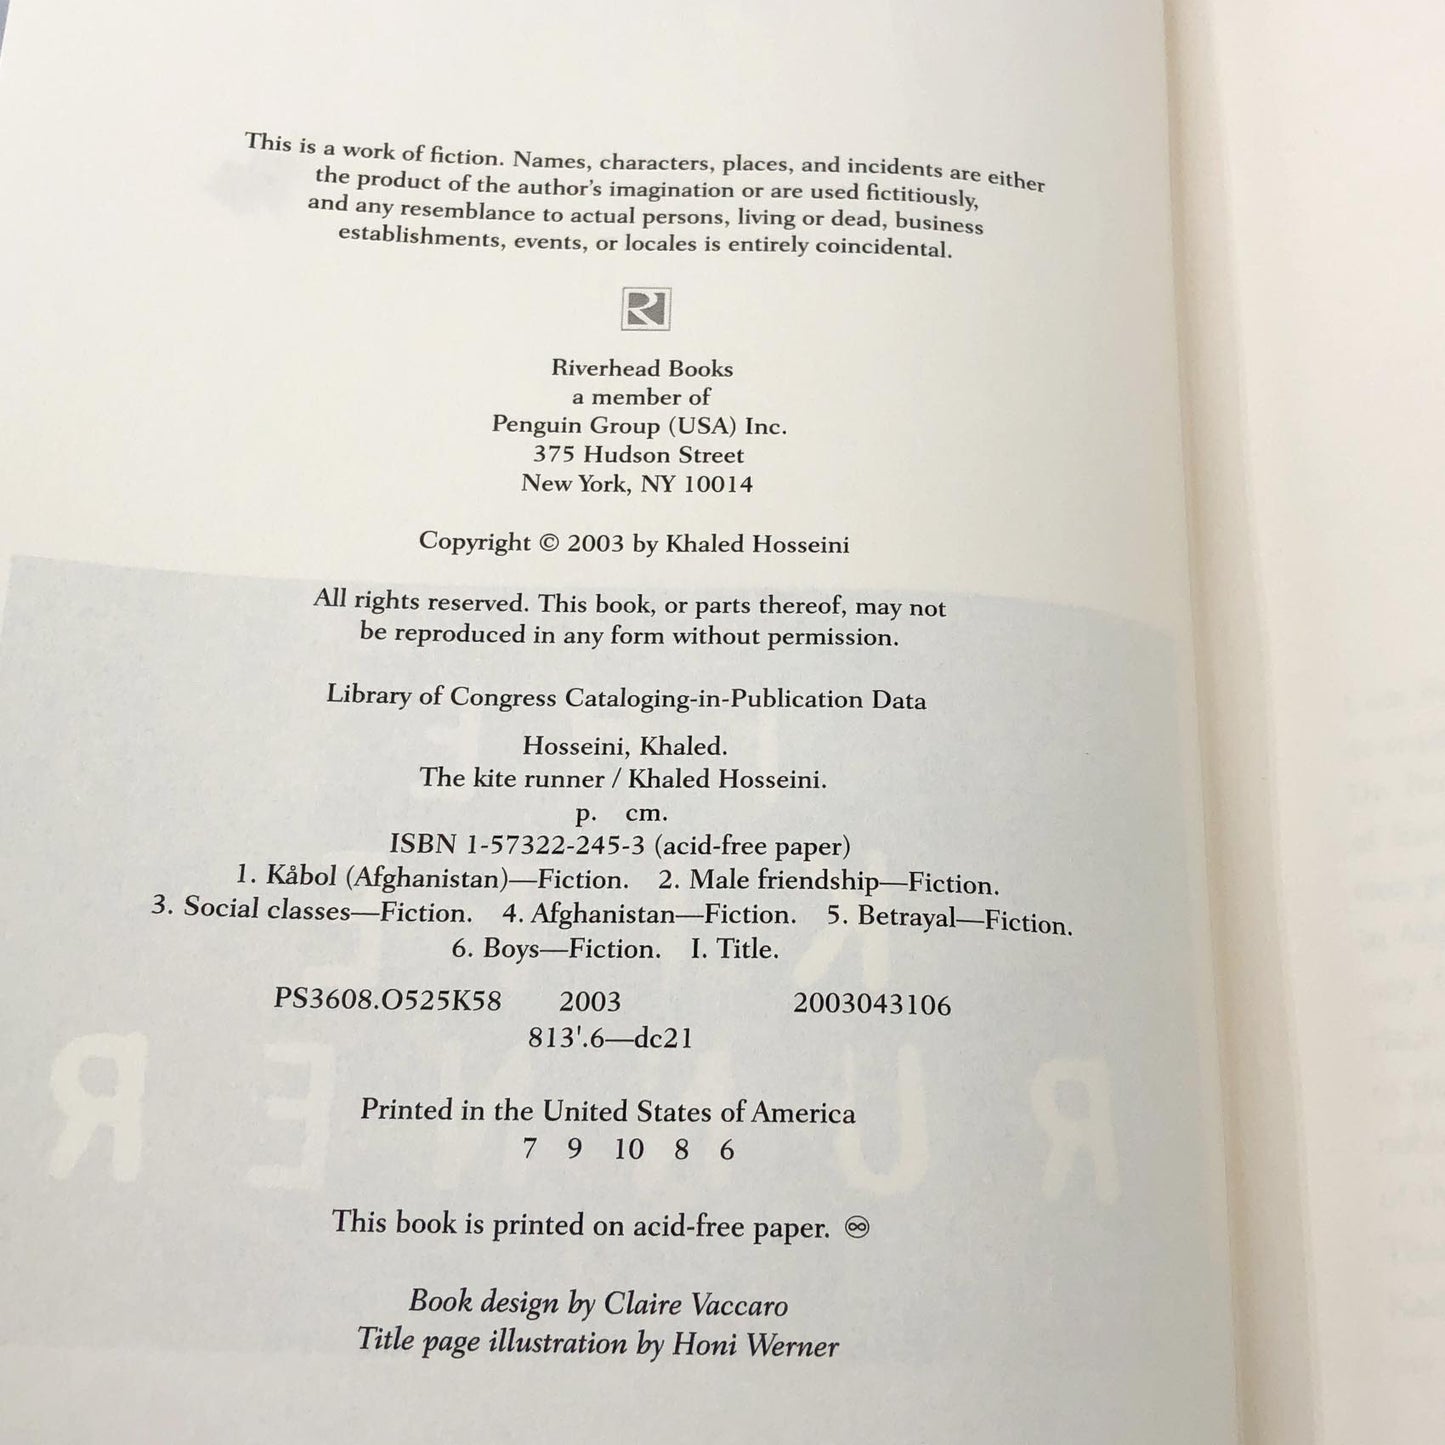 This is a work of fiction. Names, characters, places, and incidents are either
the product of the author's imagination or are used fictitiously,
and any resemblance to actual persons, living or dead, business
establishments, events, or locales is entirely coincidental.
R
Riverhead Books
a member of
Penguin Group (USA) Inc.
375 Hudson Street
New York, NY 10014
Copyright © 2003 by Khaled Hosseini
All rights reserved. This book, or parts thereof, may not
be reproduced in any form without permission.
Library of Congress Cataloging-in-Publication Data
Hosseini, Khaled.
The kite runner / Khaled Hosseini.
p. cm.
ISBN 1-57322-245-3 (acid-free paper)
1. Kåbol (Afghanistan)—Fiction. 2. Male friendship—Fiction.
3. Social classes—Fiction. 4. Afghanistan—Fiction. 5. Betrayal—Fiction.
6. Boys—Fiction. I. Title.
PS3608.O525K58 2003 2003043106
813'.6—dc21
Printed in the United States of America
7 9 10 8 6
This book is printed on acid-free paper. ♾
Book design by Claire Vaccaro
Title page illustration by Honi Werner